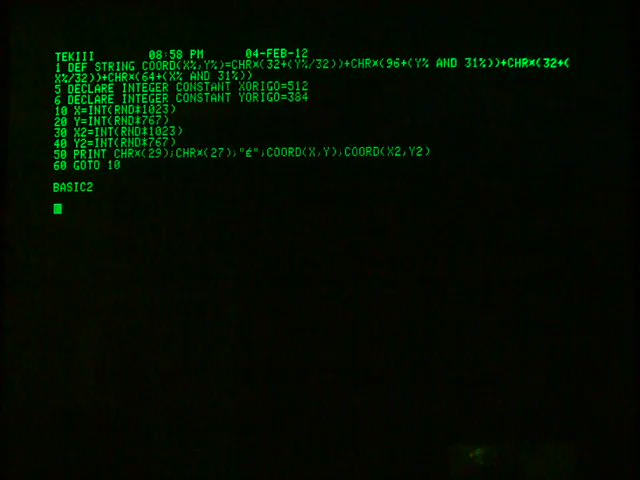 TEKIII          08:58 PM       04-FEB-12
1 DEF STRING COORD(X%,Y%)=CHR¤(32+(Y%/32))+CHR¤(96+(Y% AND 31%))+CHR¤(32+(
X%/32))+CHR¤(64+(X% AND 31%))
5 DECLARE INTEGER CONSTANT XORIGO=512
6 DECLARE INTEGER CONSTANT YORIGO=384
10 X=INT(RND*1023)
20 Y=INT(RND*767)
30 X2=INT(RND*1023)
40 Y2=INT(RND*767)
50 PRINT CHR¤(29);CHR¤(27);"É";COORD(X,Y);COORD(X2,Y2)
60 GOTO 10
BASIC2